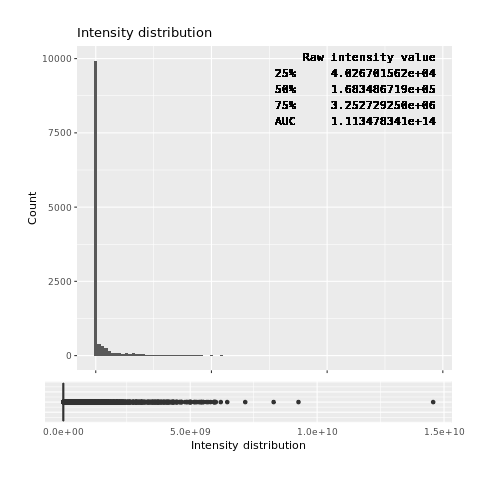 Intensity distribution
Raw intensity value
25% 4.026701562e+04
50% 1.683486719e+05
75% 3.252729250e+06
AUC 1.113478341e+14
10000
7500
5000
2500
0
Count
0.0e+00 5.0e+09 1.0e+10 1.5e+10
Intensity distribution